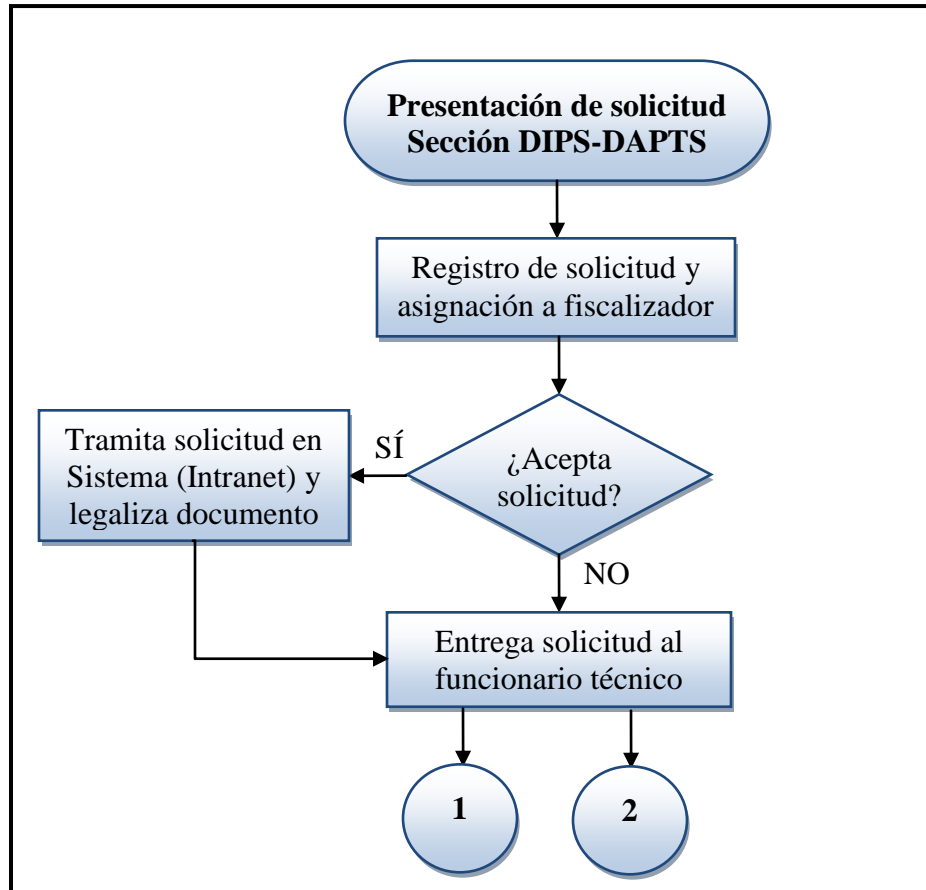 Presentación de solicitud
Sección DIPS-DAPTS
Registro de solicitud y
asignación a fiscalizador
¿Acepta
solicitud?
SÍ
Tramita solicitud en
Sistema (Intranet) y
legaliza documento
NO
Entrega solicitud al
funcionario técnico
1
2